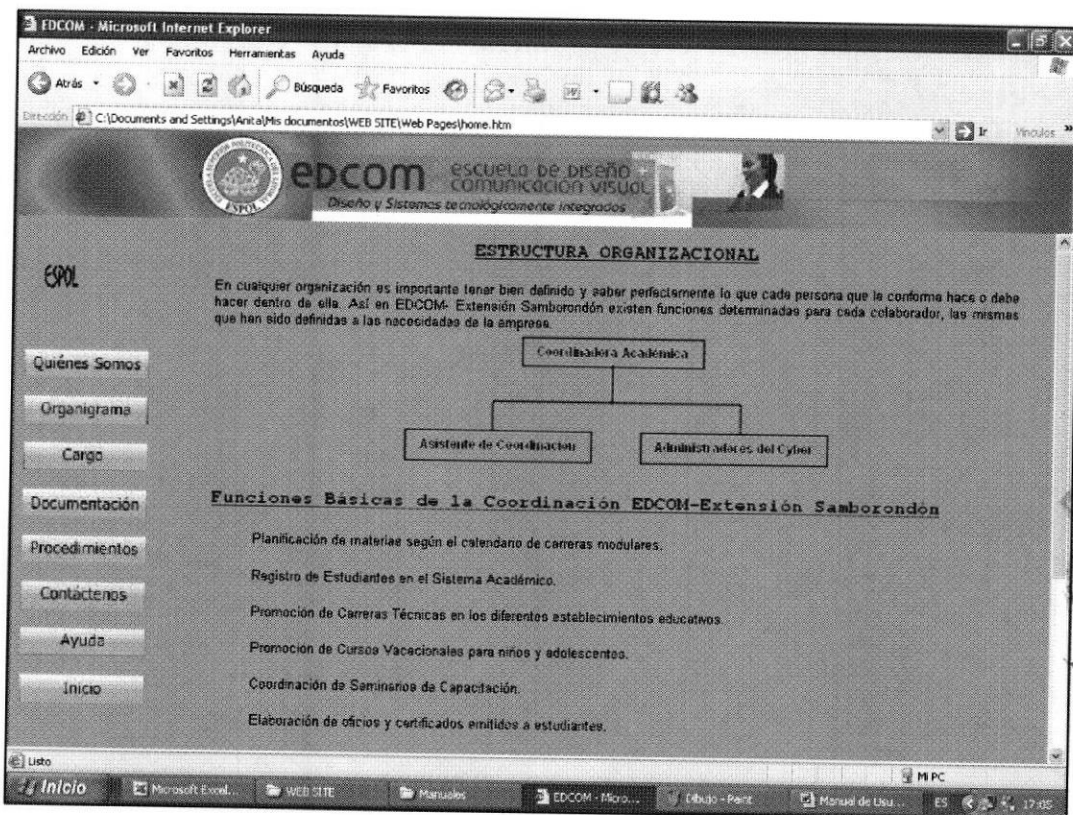 EDCOM - Microsoft Internet Explorer
Archivo Edición Ver Favoritos Herramientas Ayuda
Atrás Búsqueda Favoritos
Dirección C:\Documents and Settings\Anita\Mis documentos\WEB SITE\Web Pages\home.htm Ir Vínculos »
ESCUELA SUPERIOR POLITECNICA DEL LITORAL
ESPOL
edcom
escuela de diseño
comunicación visual
Diseño y Sistemas tecnológicamente integrados
ESPOL
Quiénes Somos
Organigrama
Cargo
Documentación
Procedimientos
Contáctenos
Ayuda
Inicio
ESTRUCTURA ORGANIZACIONAL
En cualquier organización es importante tener bien definido y saber perfectamente lo que cada persona que la conforma hace o debe
hacer dentro de ella. Así en EDCOM- Extensión Samborondón existen funciones determinadas para cada colaborador, las mismas
que han sido definidas a las necesidades de la empresa.
Coordinadora Académica
Asistente de Coordinación
Administradores del Cyber
Funciones Básicas de la Coordinación EDCOM-Extensión Samborondón
Planificación de materias según el calendario de carreras modulares.
Registro de Estudiantes en el Sistema Académico.
Promoción de Carreras Técnicas en los diferentes establecimientos educativos.
Promoción de Cursos Vacacionales para niños y adolescentes.
Coordinación de Seminarios de Capacitación.
Elaboración de oficios y certificados emitidos a estudiantes.
Listo Mi PC
Inicio Microsoft Excel... WEB SITE Manuales EDCOM - Micro... Dibujo - Paint Manual de Usu... ES 17:05